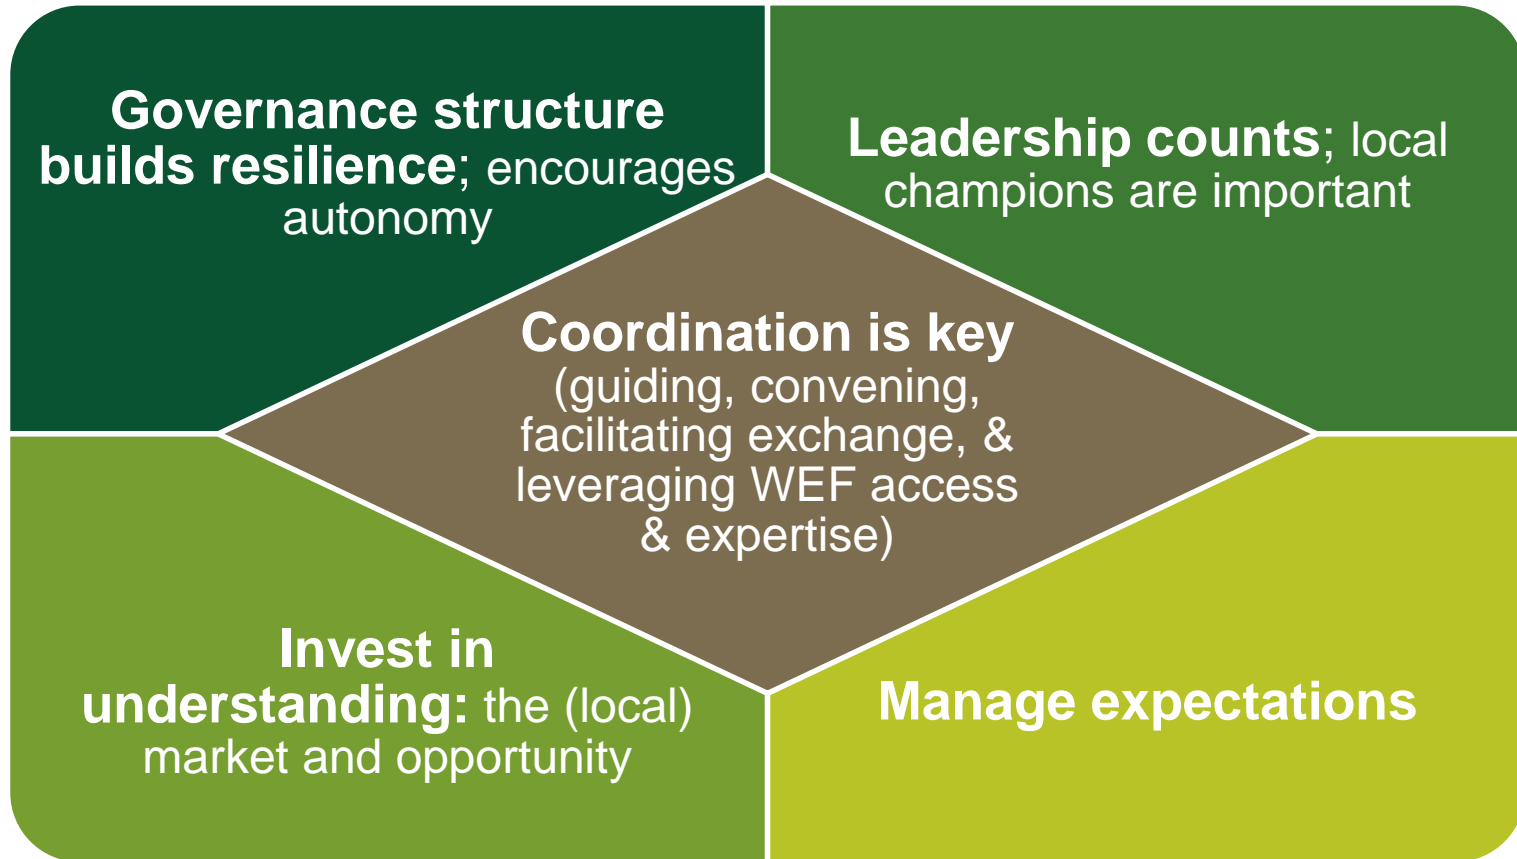 Governance structure
builds resilience; encourages
autonomy
Leadership counts; local
champions are important
Coordination is key
(guiding, convening,
facilitating exchange, &
leveraging WEF access
& expertise)
Invest in
understanding: the (local)
market and opportunity
Manage expectations